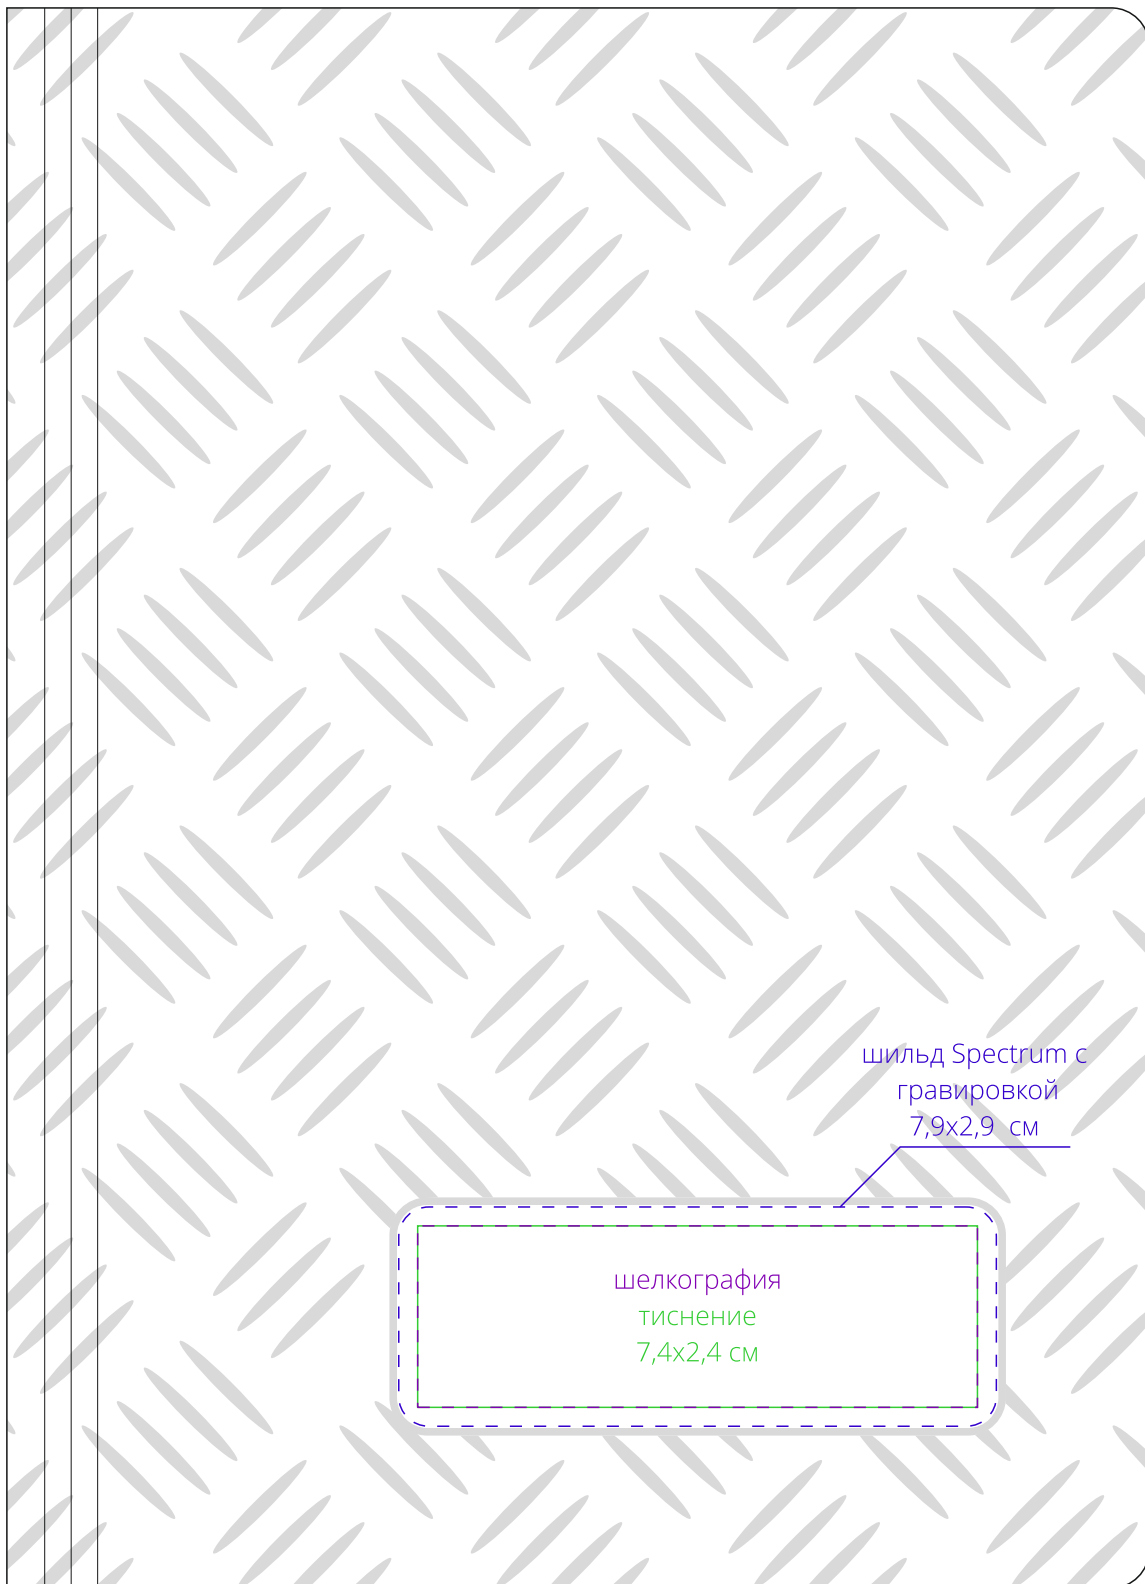 шильд Spectrum с
гравировкой
7,9х2,9 см
шелкография
тиснение
7,4х2,4 см